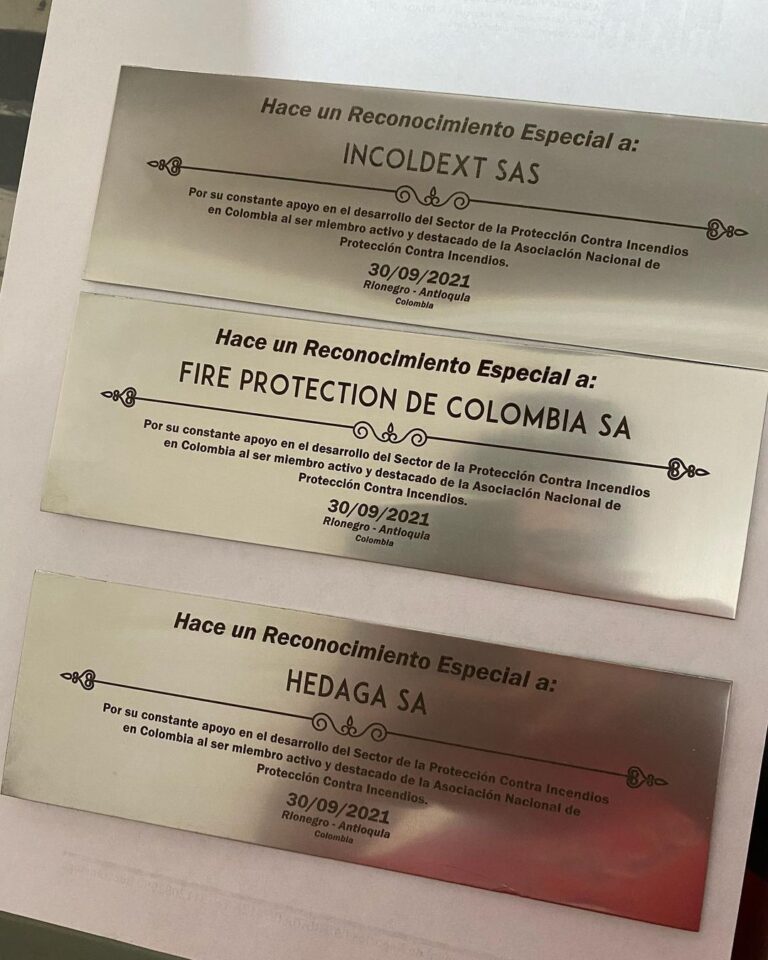 Hace un Reconocimiento Especial a:
INCOLDEXT SAS
Por su constante apoyo en el desarrollo del Sector de la Protección Contra Incendios
en Colombia al ser miembro activo y destacado de la Asociación Nacional de
Protección Contra Incendios.
30/09/2021
Rionegro - Antioquia
Colombia
Hace un Reconocimiento Especial a:
FIRE PROTECTION DE COLOMBIA SA
Por su constante apoyo en el desarrollo del Sector de la Protección Contra Incendios
en Colombia al ser miembro activo y destacado de la Asociación Nacional de
Protección Contra Incendios.
30/09/2021
Rionegro - Antioquia
Colombia
Hace un Reconocimiento Especial a:
HEDAGA SA
Por su constante apoyo en el desarrollo del Sector de la Protección Contra Incendios
en Colombia al ser miembro activo y destacado de la Asociación Nacional de
Protección Contra Incendios.
30/09/2021
Rionegro - Antioquia
Colombia